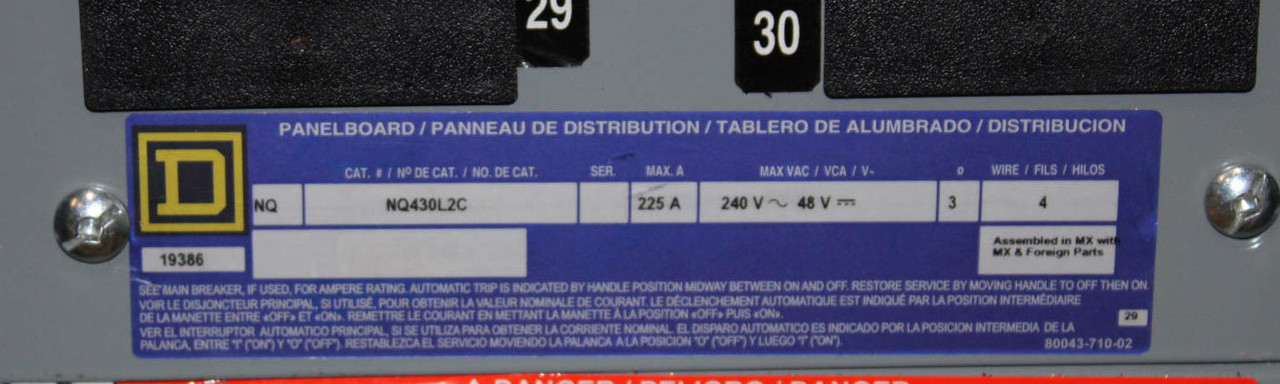 29
30
PANELBOARD / PANNEAU DE DISTRIBUTION / TABLERO DE ALUMBRADO / DISTRIBUCION
D
CAT. # / Nº DE CAT. / NO. DE CAT. SER. MAX. A MAX VAC / VCA / V~ ø WIRE / FILS / HILOS
NQ NQ430L2C 225 A 240 V ~ 48 V ⎓ 3 4
19386
Assembled in MX with
MX & Foreign Parts
SEE MAIN BREAKER, IF USED, FOR AMPERE RATING. AUTOMATIC TRIP IS INDICATED BY HANDLE POSITION MIDWAY BETWEEN ON AND OFF. RESTORE SERVICE BY MOVING HANDLE TO OFF THEN ON.
VOIR LE DISJONCTEUR PRINCIPAL, SI UTILISÉ, POUR OBTENIR LA VALEUR NOMINALE DE COURANT. LE DÉCLENCHEMENT AUTOMATIQUE EST INDIQUÉ PAR LA POSITION INTERMÉDIAIRE
DE LA MANETTE ENTRE «OFF» ET «ON». REMETTRE LE COURANT EN METTANT LA MANETTE À LA POSITION «OFF» PUIS «ON».
29
VER EL INTERRUPTOR AUTOMATICO PRINCIPAL, SI SE UTILIZA PARA OBTENER LA CORRIENTE NOMINAL. EL DISPARO AUTOMATICO ES INDICADO POR LA POSICION INTERMEDIA DE LA
PALANCA, ENTRE "I" ("ON") Y "O" ("OFF"). RESTABLEZCA EL SERVICIO MOVIENDO LA PALANCA A LA POSICION "O" ("OFF") Y LUEGO "I" ("ON").
80043-710-02
DANGER / PELIGRO / DANGER